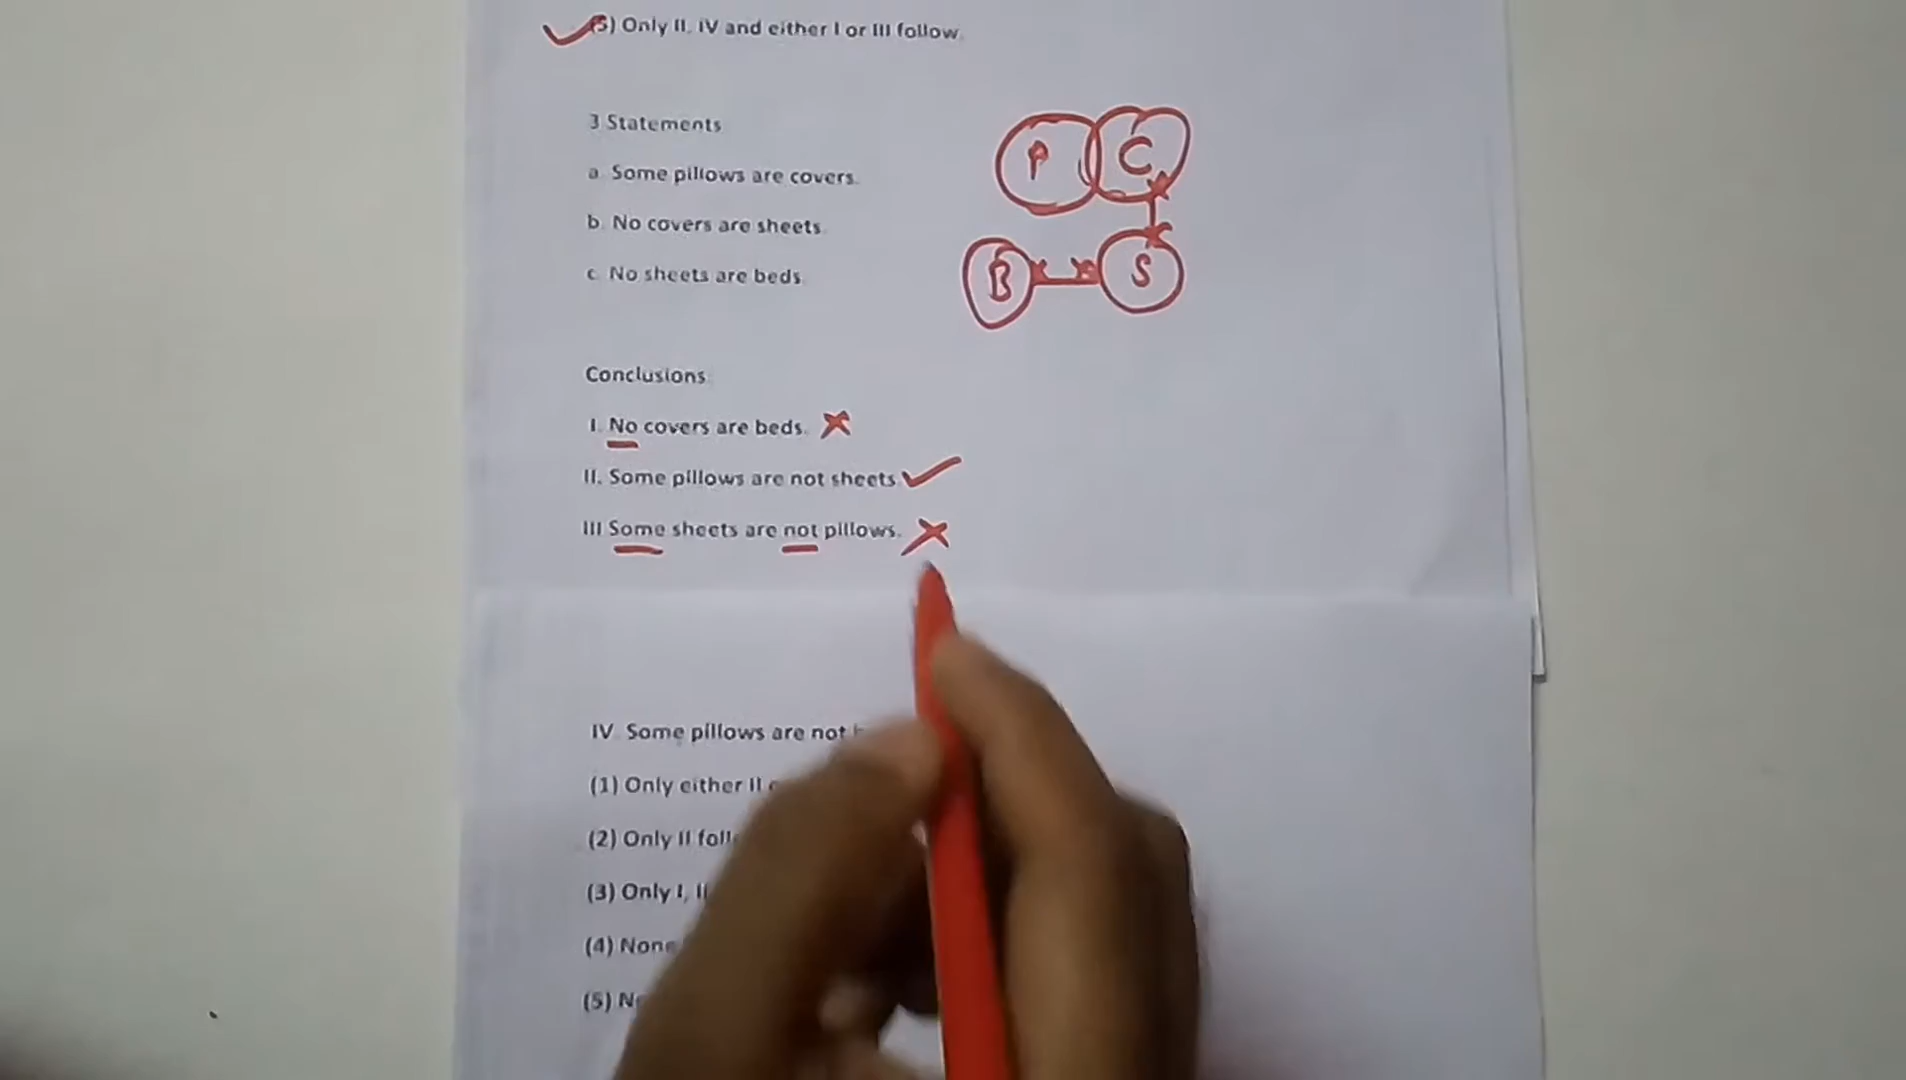 5) Only II, IV and either I or III follow.
3 Statements
a. Some pillows are covers.
b. No covers are sheets.
c. No sheets are beds.
P C
B S
Conclusions
I. No covers are beds.
II. Some pillows are not sheets
III Some sheets are not pillows.
IV. Some pillows are not
(1) Only either II
(2) Only II
(3) Only I,
(4) None
(5)